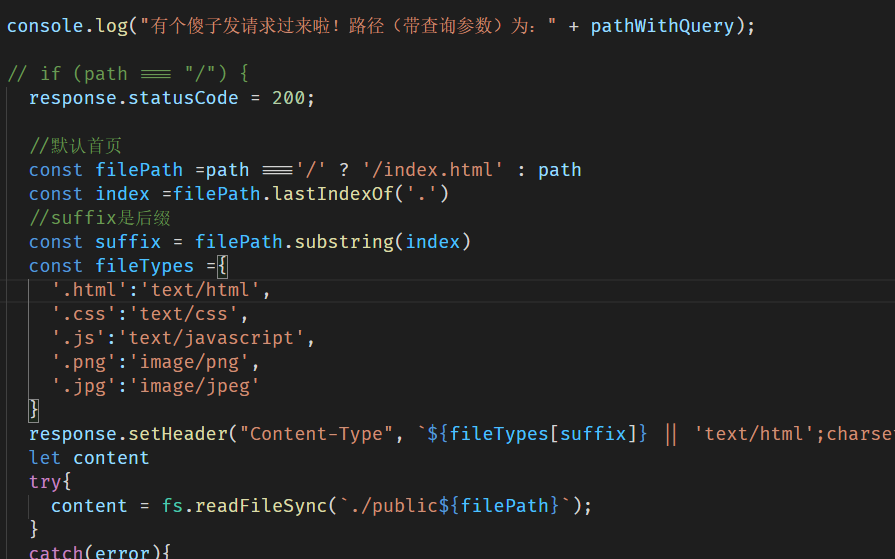 console.log("有个傻子发请求过来啦！路径（带查询参数）为：" + pathWithQuery);
// if (path === "/") {
response.statusCode = 200;
//默认首页
const filePath =path ==='/' ? '/index.html' : path
const index =filePath.lastIndexOf('.')
//suffix是后缀
const suffix = filePath.substring(index)
const fileTypes ={
'.html':'text/html',
'.css':'text/css',
'.js':'text/javascript',
'.png':'image/png',
'.jpg':'image/jpeg'
}
response.setHeader("Content-Type", `${fileTypes[suffix]} || 'text/html';charse
let content
try{
content = fs.readFileSync(`./public${filePath}`);
}
catch(error){